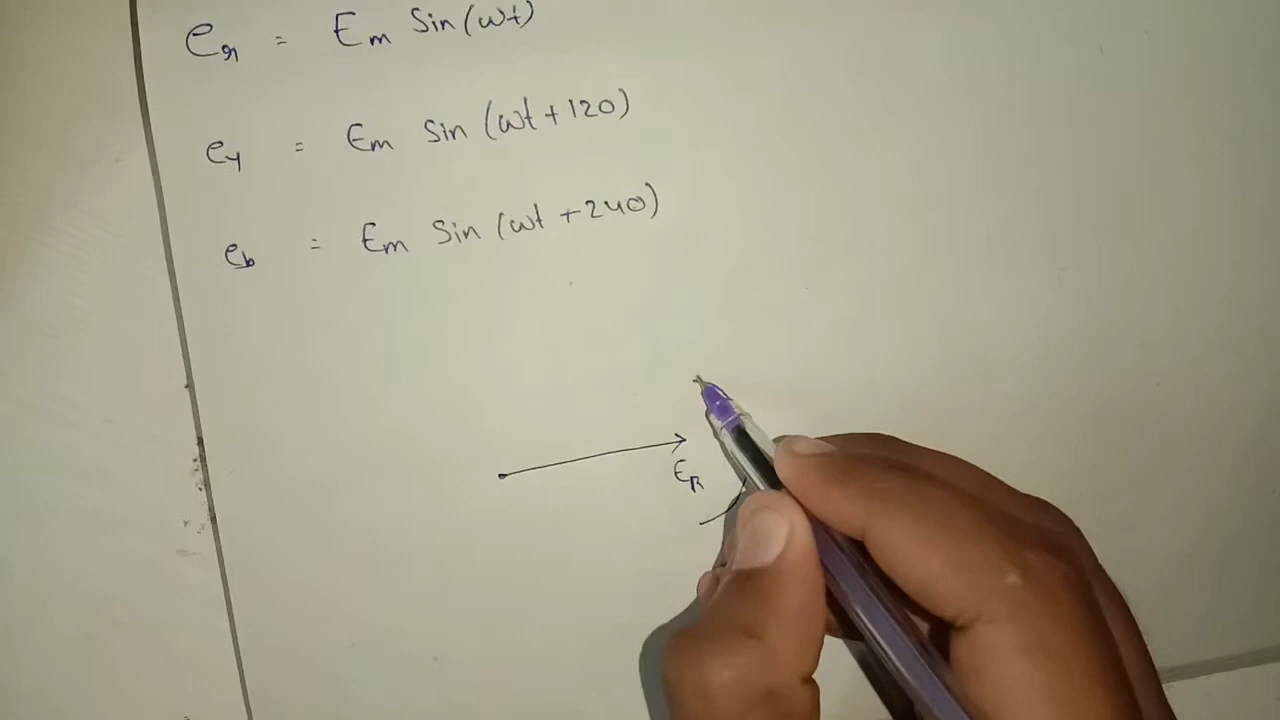 er = Em Sin(ωt)
ey = Em Sin (ωt +120)
eb = Em Sin (ωt +240)
ER